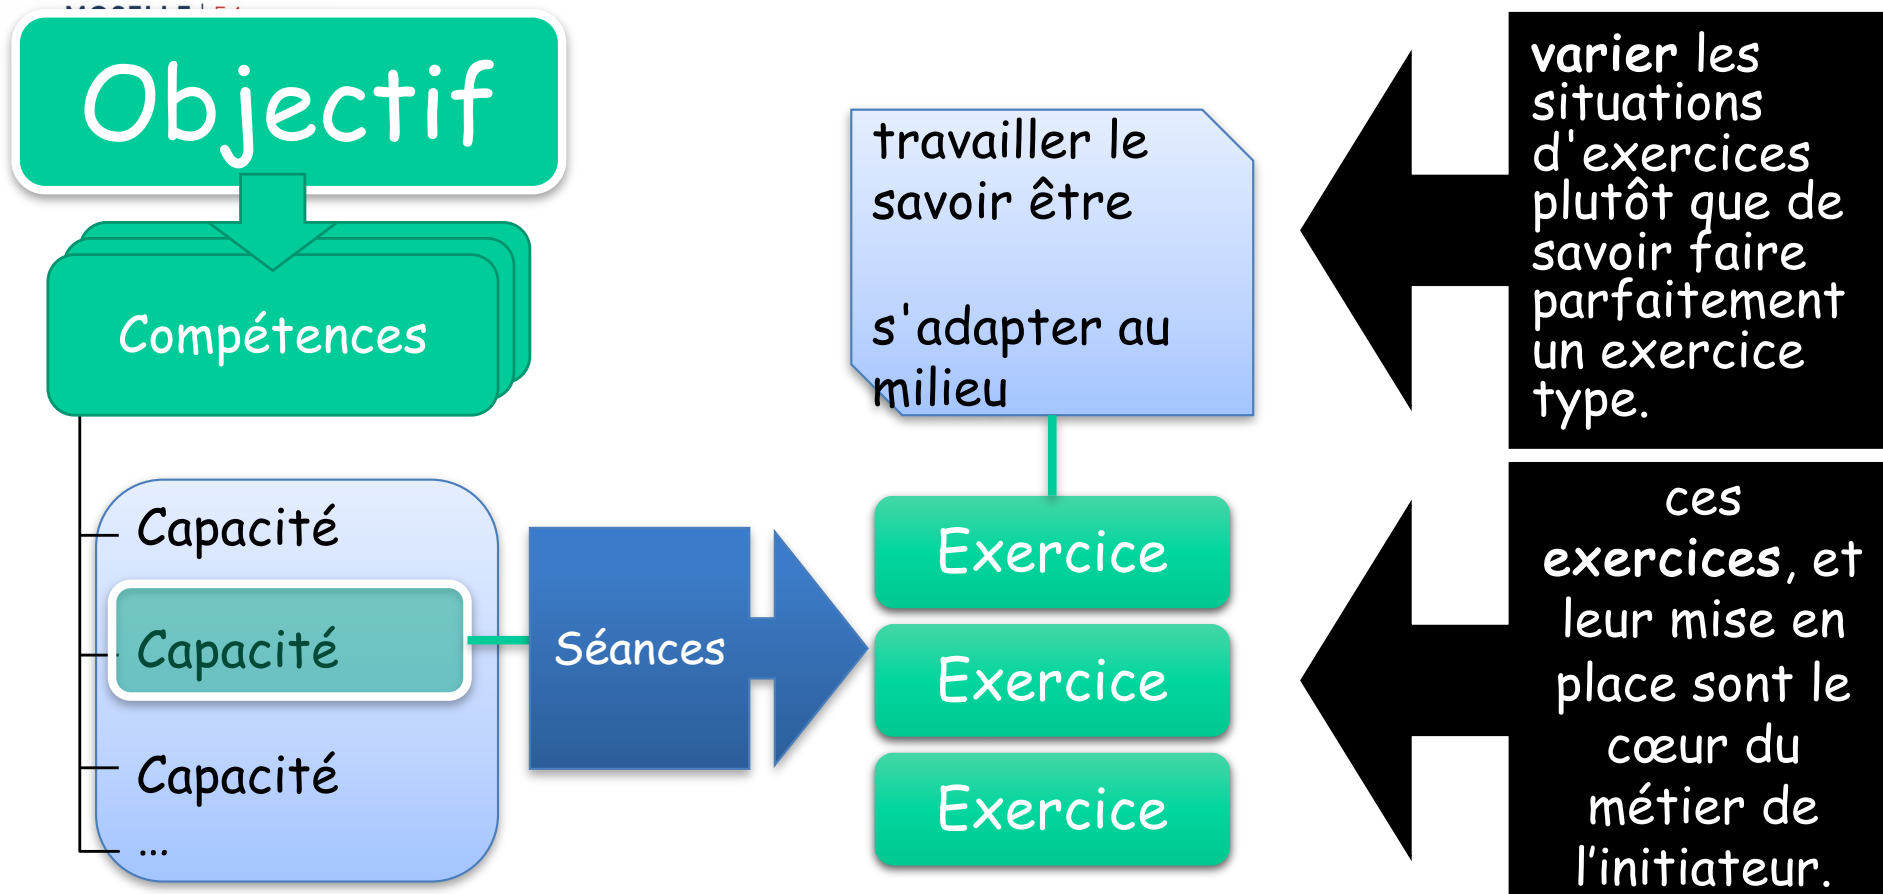 Objectif
Compétences
Capacité
Capacité
Capacité
...
Séances
travailler le
savoir être
s'adapter au
milieu
Exercice
Exercice
Exercice
varier les
situations
d'exercices
plutôt que de
savoir faire
parfaitement
un exercice
type.
ces
exercices, et
leur mise en
place sont le
cœur du
métier de
l’initiateur.